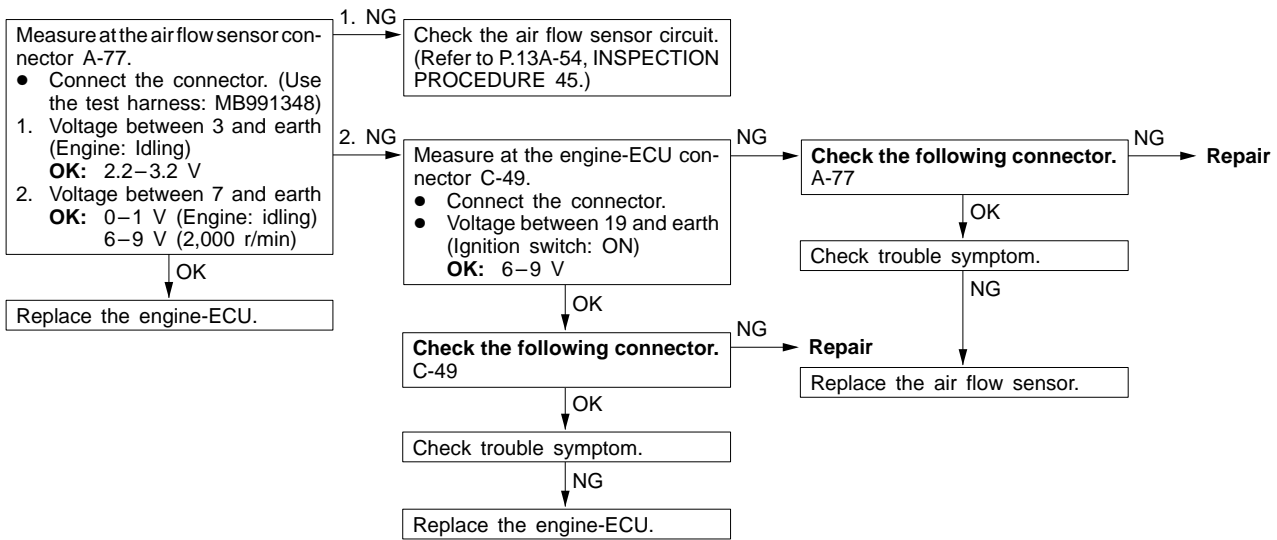 Measure at the air flow sensor con-
nector A-77.
● Connect the connector. (Use
the test harness: MB991348)
1. Voltage between 3 and earth
(Engine: Idling)
OK: 2.2–3.2 V
2. Voltage between 7 and earth
OK: 0–1 V (Engine: idling)
6–9 V (2,000 r/min)
1. NG
Check the air flow sensor circuit.
(Refer to P.13A-54, INSPECTION
PROCEDURE 45.)
2. NG
Measure at the engine-ECU con-
nector C-49.
● Connect the connector.
● Voltage between 19 and earth
(Ignition switch: ON)
OK: 6–9 V
NG
Check the following connector.
A-77
NG
Repair
OK
Check trouble symptom.
NG
Replace the air flow sensor.
OK
Replace the engine-ECU.
OK
Check the following connector.
C-49
NG
Repair
OK
Check trouble symptom.
NG
Replace the engine-ECU.